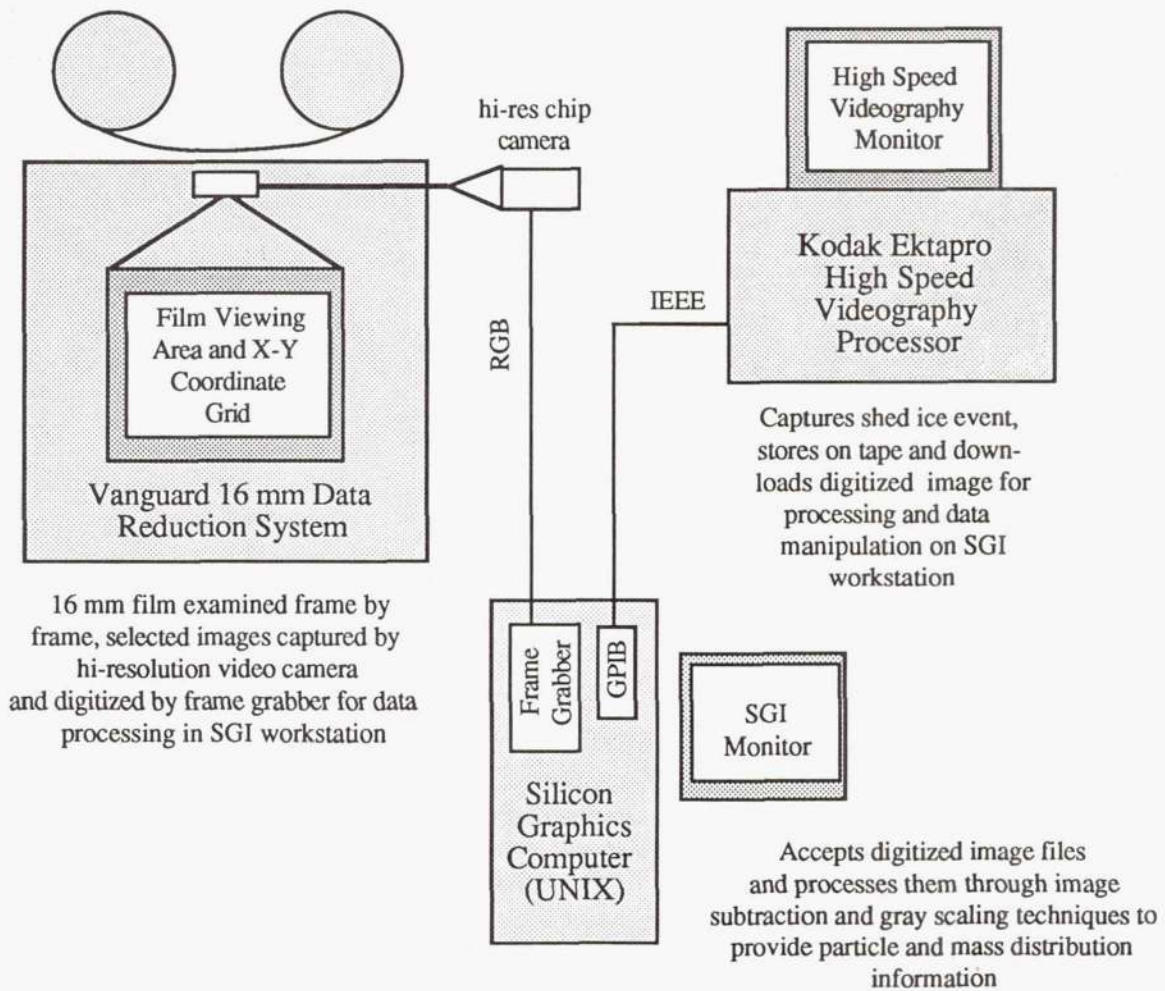 hi-res chip
camera
High Speed
Videography
Monitor
Kodak Ektapro
High Speed
Videography
Processor
IEEE
RGB
Film Viewing
Area and X-Y
Coordinate
Grid
Vanguard 16 mm Data
Reduction System
Captures shed ice event,
stores on tape and down-
loads digitized image for
processing and data
manipulation on SGI
workstation
16 mm film examined frame by
frame, selected images captured by
hi-resolution video camera
and digitized by frame grabber for data
processing in SGI workstation
Frame
Grabber
GPIB
SGI
Monitor
Silicon
Graphics
Computer
(UNIX)
Accepts digitized image files
and processes them through image
subtraction and gray scaling techniques to
provide particle and mass distribution
information